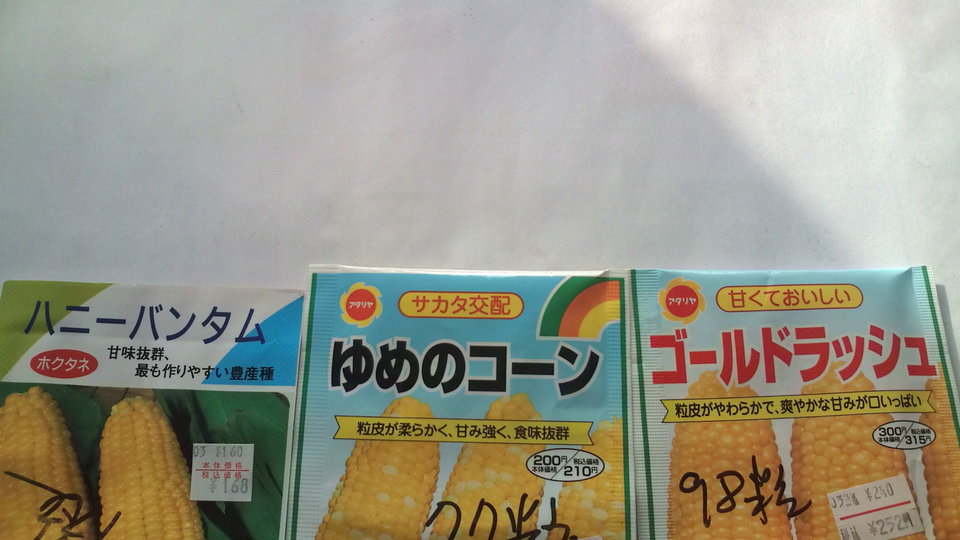 ハニーバンタム
ホクタネ
甘味抜群、
最も作りやすい豊産種
03 ¥160
本体価格
税込価格
¥168
アタリヤ
サカタ交配
ゆめのコーン
粒皮が柔らかく、甘み強く、食味抜群
200円 本体価格
税込価格 210円
77粒
アタリヤ
甘くておいしい
ゴールドラッシュ
粒皮がやわらかで、爽やかな甘みが口いっぱい
300円 本体価格
税込価格 315円
98粒
¥240
¥252